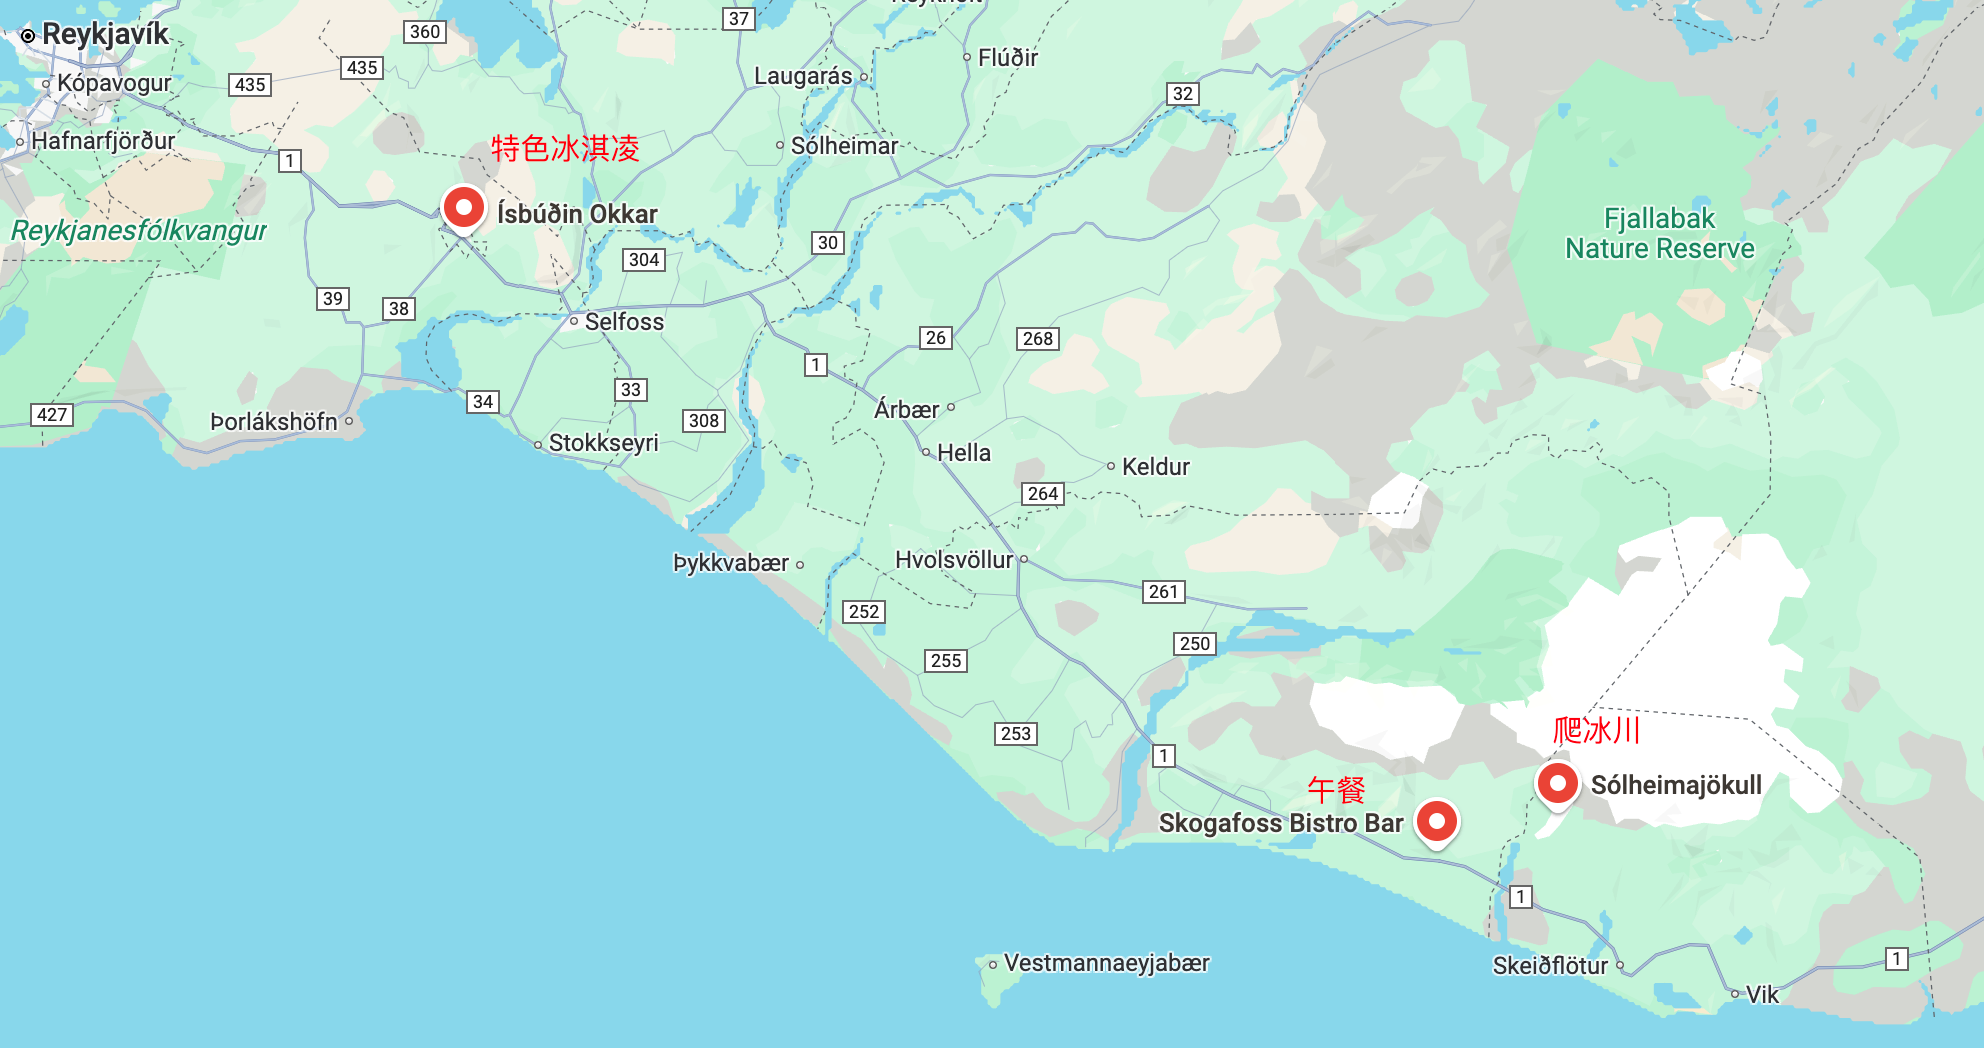 Reykjavík
37
360
Flúðir
Laugarás
435
435
Kópavogur
32
Hafnarfjörður
特色冰淇凌
Sólheimar
1
Ísbúðin Okkar
Fjallabak
Nature Reserve
Reykjanesfólkvangur
30
304
39
38
Selfoss
26
268
1
33
34
Árbær
427
Þorlákshöfn
308
Stokkseyri
Hella
Keldur
264
Þykkvabær
Hvolsvöllur
261
252
250
255
253
爬冰川
1
午餐
Sólheimajökull
Skogafoss Bistro Bar
1
Vestmannaeyjabær
Skeiðflötur
1
Vik